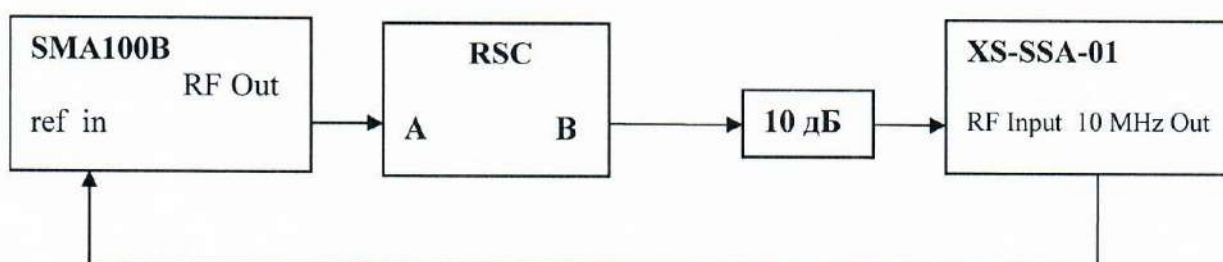 SMA100B
RF Out
ref in
RSC
A B
10 дБ
XS-SSA-01
RF Input 10 MHz Out